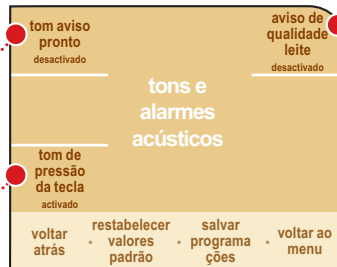 tom aviso
pronto
desactivado
aviso de
qualidade
leite
desactivado
tons e
alarmes
acústicos
tom de
pressão
da tecla
activado
voltar
atrás
restabelecer
valores
padrão
salvar
programa
ções
voltar ao
menu